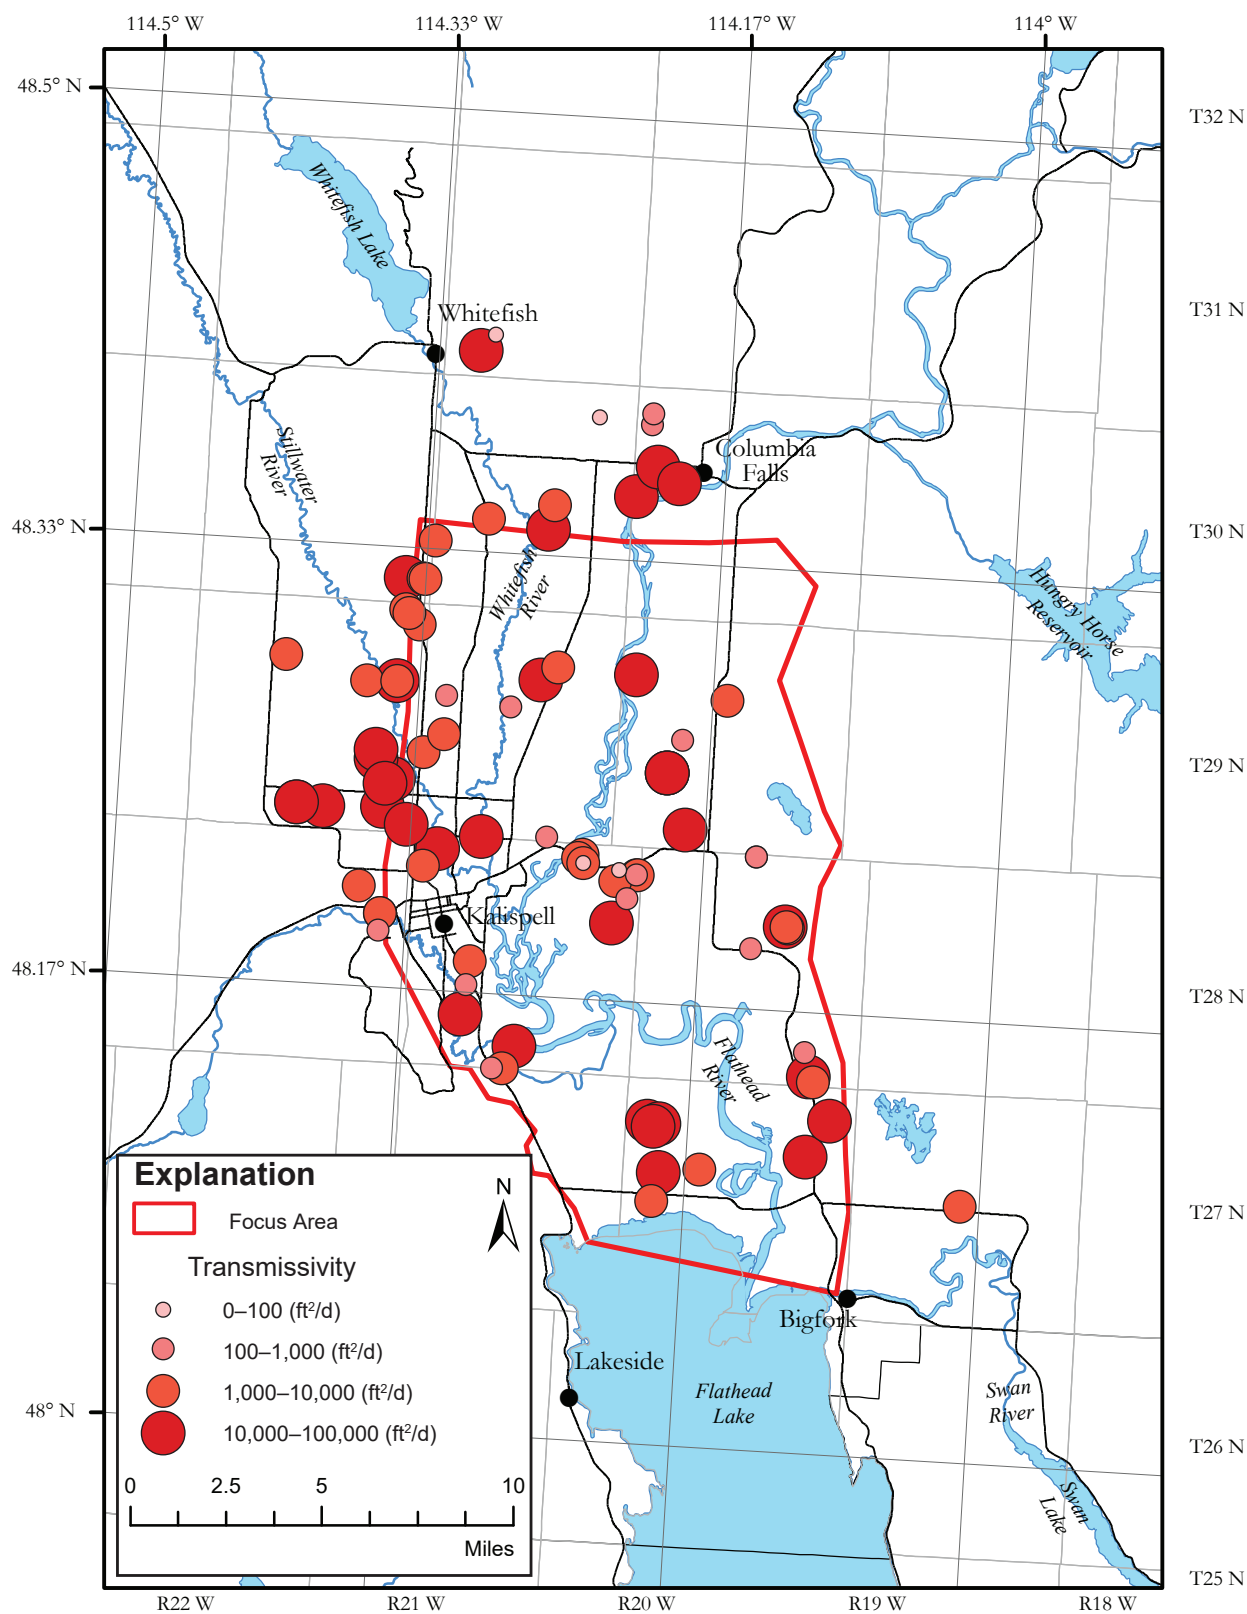 114.5° W
114.33° W
114.17° W
114° W
48.5° N
T32 N
Whitefish Lake
T31 N
Whitefish
Columbia
Falls
Stillwater
River
48.33° N
T30 N
Whitefish
River
Hungry Horse
Reservoir
T29 N
Kalispell
48.17° N
T28 N
Flathead
River
Explanation
N
Focus Area
T27 N
Transmissivity
0–100 (ft²/d)
Bigfork
100–1,000 (ft²/d)
Lakeside
1,000–10,000 (ft²/d)
Flathead
Lake
Swan
River
48° N
10,000–100,000 (ft²/d)
T26 N
0 2.5 5 10
Miles
Swan
Lake
T25 N
R22 W
R21 W
R20 W
R19 W
R18 W